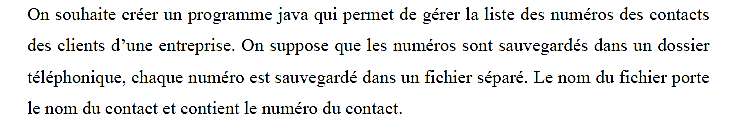 On souhaite créer un programme java qui permet de gérer la liste des numéros des contacts
des clients d’une entreprise. On suppose que les numéros sont sauvegardés dans un dossier
téléphonique, chaque numéro est sauvegardé dans un fichier séparé. Le nom du fichier porte
le nom du contact et contient le numéro du contact.